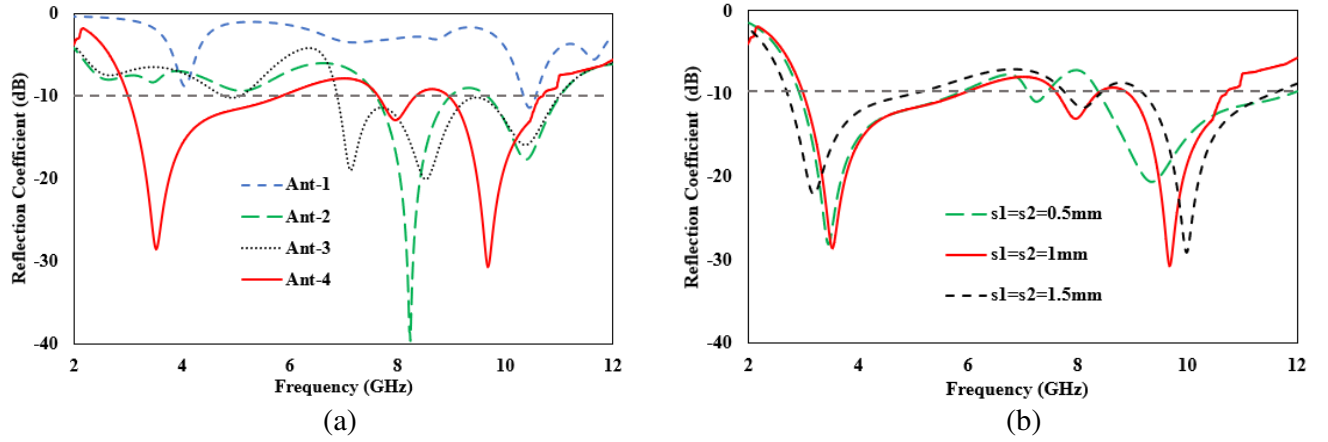 0
-10
-20
-30
-40
Reflection Coefficient (dB)
Ant-1
Ant-2
Ant-3
Ant-4
2 4 6 8 10 12
Frequency (GHz)
(a)
0
-10
-20
-30
-40
Reflection Coefficient (dB)
s1=s2=0.5mm
s1=s2=1mm
s1=s2=1.5mm
2 4 6 8 10 12
Frequency (GHz)
(b)